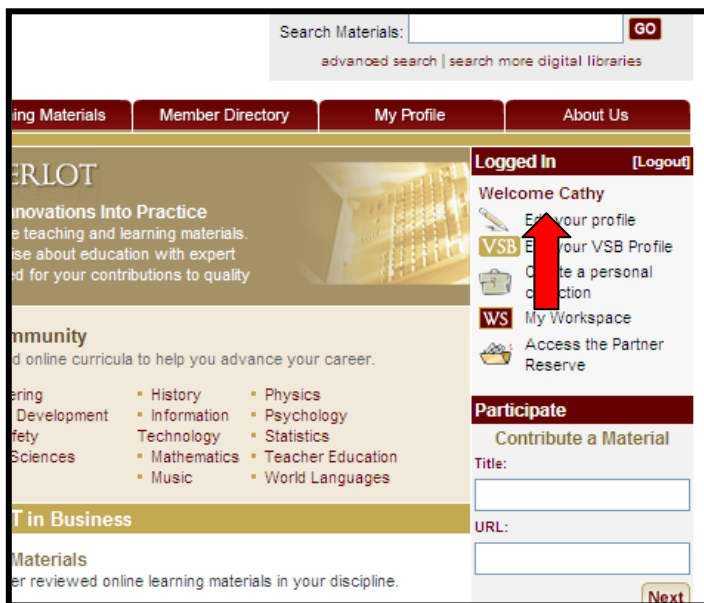 Search Materials: GO
advanced search | search more digital libraries
ing Materials Member Directory My Profile About Us
ERLOT
nnovations Into Practice
e teaching and learning materials.
ise about education with expert
d for your contributions to quality
Logged In [Logout]
Welcome Cathy
your profile
VSB your VSB Profile
a personal
WS My Workspace
Access the Partner
Reserve
mmunity
d online curricula to help you advance your career.
ering
Development
fety
Sciences
▪ History
▪ Information
Technology
▪ Mathematics
▪ Music
▪ Physics
▪ Psychology
▪ Statistics
▪ Teacher Education
▪ World Languages
Participate
Contribute a Material
Title:
URL:
Next
T in Business
Materials
er reviewed online learning materials in your discipline.